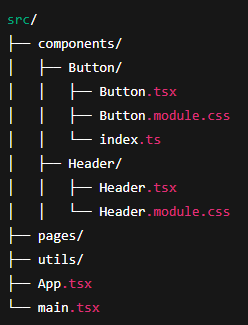 src/
├── components/
│   ├── Button/
│   │   ├── Button.tsx
│   │   ├── Button.module.css
│   │   └── index.ts
│   ├── Header/
│   │   ├── Header.tsx
│   │   └── Header.module.css
├── pages/
├── utils/
├── App.tsx
└── main.tsx